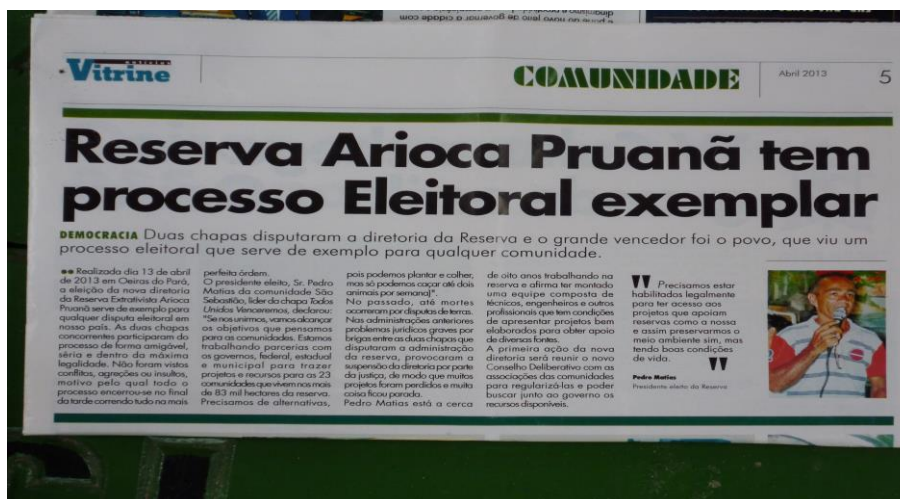 dinamismo e
e pune do novo jeito de governar a cidade com
notícias
Vitrine
COMUNIDADE
Abril 2013
5
Reserva Arioca Pruanã tem
processo Eleitoral exemplar
DEMOCRACIA Duas chapas disputaram a diretoria da Reserva e o grande vencedor foi o povo, que viu um
processo eleitoral que serve de exemplo para qualquer comunidade.
Realizada dia 13 de abril
de 2013 em Oeiras do Pará,
a eleição da nova diretoria
da Reserva Extrativista Arioca
Pruanã serve de exemplo para
qualquer disputa eleitoral em
nosso país. As duas chapas
concorrentes participaram do
processo de forma amigável,
séria e dentro da máxima
legalidade. Não foram vistos
conflitos, agreções ou insultos,
motivo pelo qual todo o
processo encerrou-se no final
da tarde correndo tudo na mais
perfeita órdem.
O presidente eleito, Sr. Pedro
Matias da comunidade São
Sebastião, líder da chapa Todos
Unidos Venceremos, declarou:
"Se nos unimos, vamos alcançar
os objetivos que pensamos
para as comunidades. Estamos
trabalhando parcerias com
os governos, federal, estadual
e municipal para trazer
projetos e recursos para as 23
comunidades que vivem nos mais
de 83 mil hectares da reserva.
Precisamos de alternativas,
pois podemos plantar e colher,
mas só podemos caçar até dois
animais por semana]".
No passado, até mortes
ocorreram por disputas de terras.
Nas administrações anteriores
problemas jurídicos graves por
brigas entre as duas chapas que
disputaram a administração
da reserva, provocaram a
suspensão da diretoria por parte
da justiça, de modo que muitos
projetos foram perdidos e muita
coisa ficou parada.
Pedro Matias está a cerca
de oito anos trabalhando na
reserva e afirma ter montado
uma equipe composta de
técnicos, engenheiros e outros
profissionais que tem condições
de apresentar projetos bem
elaborados para obter apoio
de diversas fontes.
A primeira ação da nova
diretoria será reunir o novo
Conselho Deliberativo com as
associações das comunidades
para regularizá-las e poder
buscar junto ao governo os
recursos disponíveis.
" Precisamos estar
habilitados legalmente
para ter acesso aos
projetos que apoiam
reservas como a nossa
e assim preservarmos o
meio ambiente sim, mas
tendo boas condições
de vida. "
Pedro Matias
Presidente eleito da Reserva